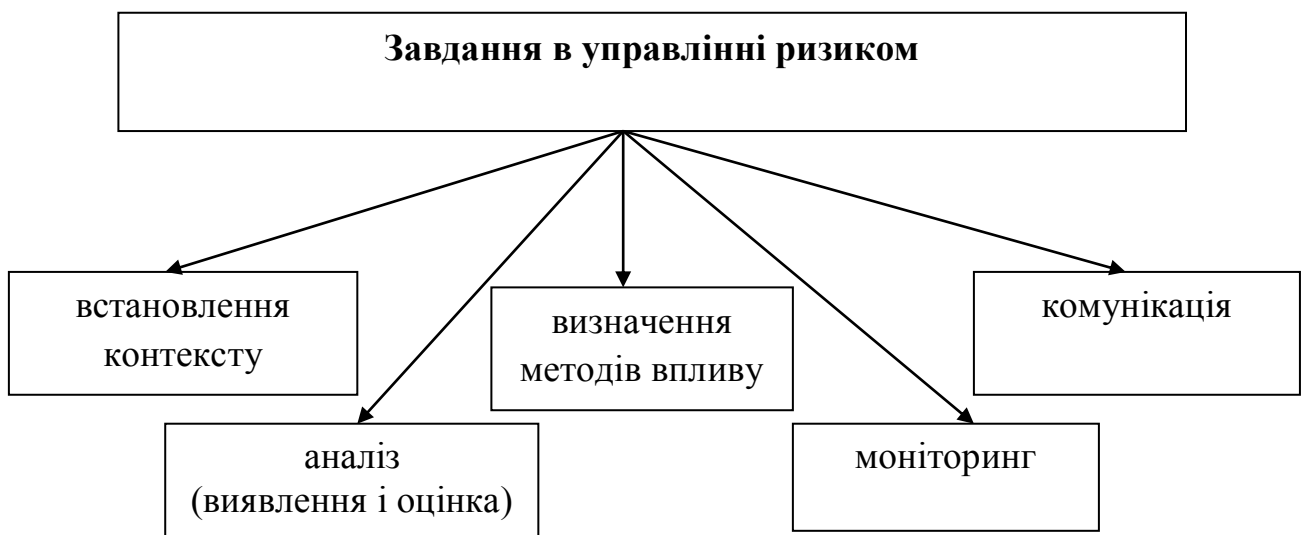 Завдання в управлінні ризиком
встановлення
контексту
визначення
методів впливу
комунікація
аналіз
(виявлення і оцінка)
моніторинг